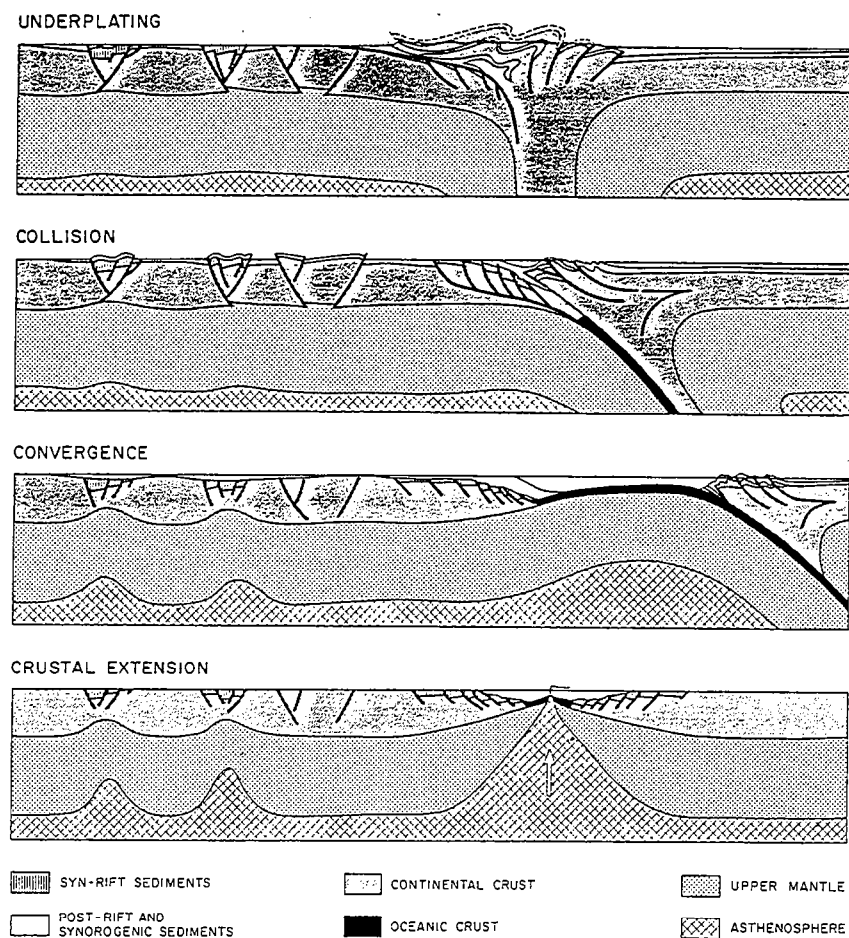 UNDERPLATING
COLLISION
CONVERGENCE
CRUSTAL EXTENSION
SYN-RIFT SEDIMENTS
CONTINENTAL CRUST
UPPER MANTLE
POST-RIFT AND
SYNOROGENIC SEDIMENTS
OCEANIC CRUST
ASTHENOSPHERE